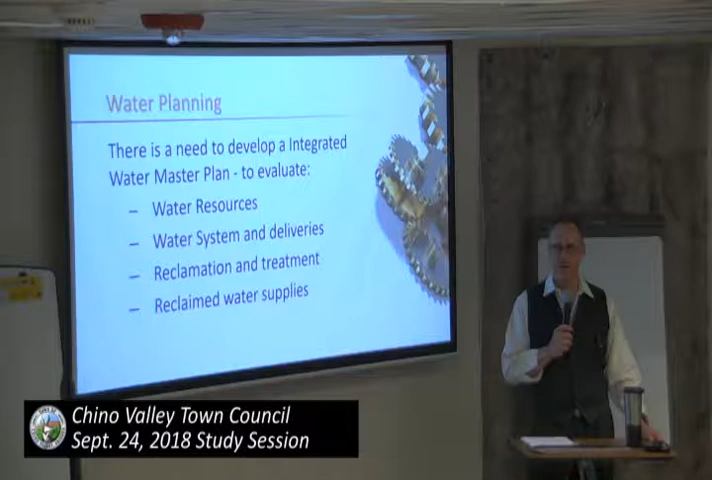 Water Planning
There is a need to develop a Integrated
Water Master Plan - to evaluate:
– Water Resources
– Water System and deliveries
– Reclamation and treatment
– Reclaimed water supplies
Chino Valley Town Council
Sept. 24, 2018 Study Session